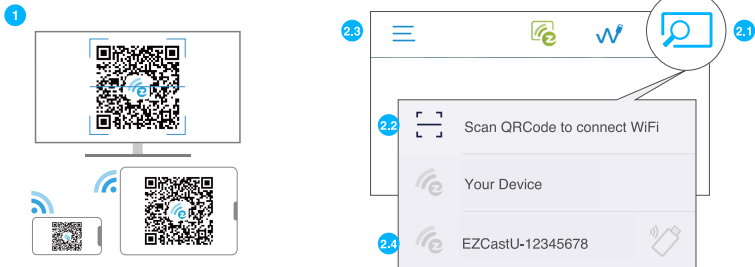 1
2.3
2.1
2.2
Scan QRCode to connect WiFi
Your Device
2.4
EZCastU-12345678